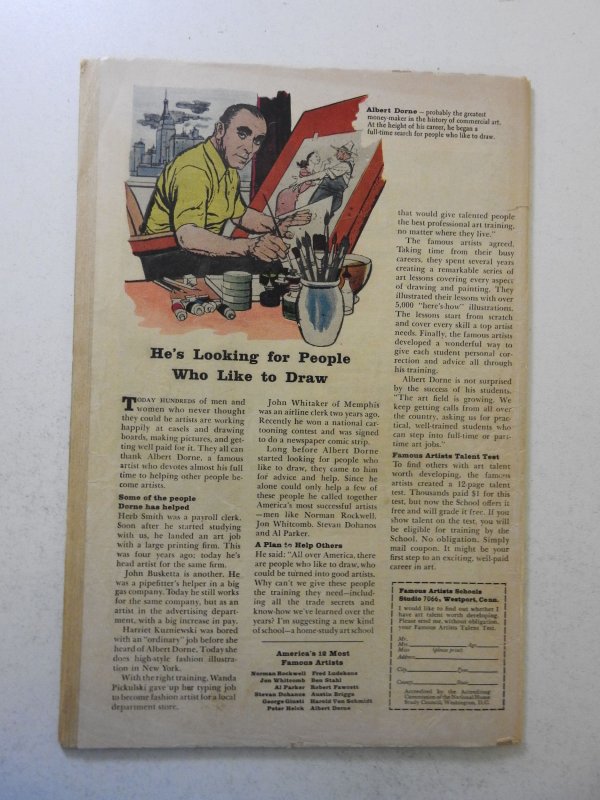 Albert Dorne — probably the greatest
money-maker in the history of commercial art.
At the height of his career, he began a
full-time search for people who like to draw.
He's Looking for People
Who Like to Draw
TODAY HUNDREDS of men and
women who never thought
they could be artists are working
happily at easels and drawing
boards, making pictures, and get-
ting well paid for it. They all can
thank Albert Dorne, a famous
artist who devotes almost his full
time to helping other people be-
come artists.
Some of the people
Dorne has helped
Herb Smith was a payroll clerk.
Soon after he started studying
with us, he landed an art job
with a large printing firm. This
was four years ago; today he's
head artist for the same firm.
John Busketta is another. He
was a pipefitter's helper in a big
gas company. Today he still works
for the same company, but as an
artist in the advertising depart-
ment, with a big increase in pay.
Harriet Kuzniewski was bored
with an "ordinary" job before she
heard of Albert Dorne. Today she
does high-style fashion illustra-
tion in New York.
With the right training, Wanda
Pickulski gave up her typing job
to become fashion artist for a local
department store.
John Whitaker of Memphis
was an airline clerk two years ago.
Recently he won a national car-
tooning contest and was signed
to do a newspaper comic strip.
Long before Albert Dorne
started looking for people who
like to draw, they came to him
for advice and help. Since he
alone could only help a few of
these people he called together
America's most successful artists
—men like Norman Rockwell,
Jon Whitcomb, Stevan Dohanos
and Al Parker.
A Plan to Help Others
He said: "All over America, there
are people who like to draw, who
could be turned into good artists.
Why can't we give these people
the training they need—includ-
ing all the trade secrets and
know-how we've learned over the
years? I'm suggesting a new kind
of school—a home-study art school
that would give talented people
the best professional art training,
no matter where they live."
The famous artists agreed.
Taking time from their busy
careers, they spent several years
creating a remarkable series of
art lessons covering every aspect
of drawing and painting. They
illustrated their lessons with over
5,000 "here's-how" illustrations.
The lessons start from scratch
and cover every skill a top artist
needs. Finally, the famous artists
developed a wonderful way to
give each student personal cor-
rection and advice all through
his training.
Albert Dorne is not surprised
by the success of his students.
"The art field is growing. We
keep getting calls from all over
the country, asking us for prac-
tical, well-trained students who
can step into full-time or part-
time art jobs."
Famous Artists Talent Test
To find others with art talent
worth developing, the famous
artists created a 12-page talent
test. Thousands paid $1 for this
test, but now the School offers it
free and will grade it free. If you
show talent on the test, you will
be eligible for training by the
School. No obligation. Simply
mail coupon. It might be your
first step to an exciting, well-paid
career in art.
America's 12 Most
Famous Artists
Norman Rockwell Fred Ludekens
Jon Whitcomb Ben Stahl
Al Parker Robert Fawcett
Stevan Dohanos Austin Briggs
George Giusti Harold Von Schmidt
Peter Helck Albert Dorne
Famous Artists Schools
Studio 7066, Westport, Conn.
I would like to find out whether I
have art talent worth developing.
Please send me, without obligation,
your Famous Artists Talent Test.
Mr.
Mrs. Age
Miss (please print)
Address
City Zone
County State
Accredited by the Accrediting
Commission of the National Home
Study Council, Washington, D.C.